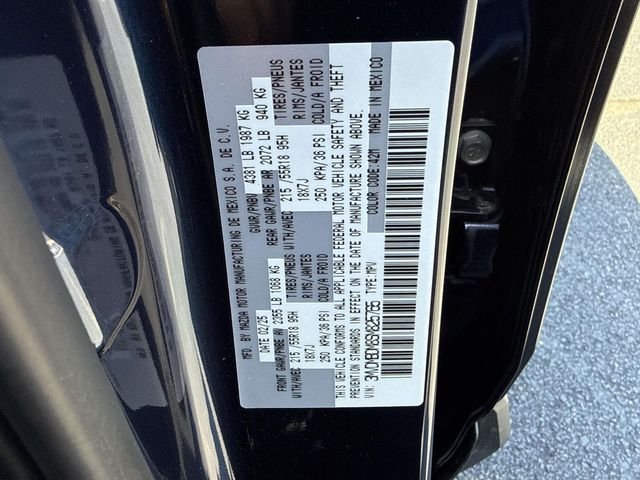 MFD. BY MAZDA MOTOR MANUFACTURING DE MEXICO S.A. DE C.V.
DATE 02/25 GVWR/PNBV 4381 LB 1987 KG
FRONT GAWR/PNBE AV 2355 LB 1068 KG REAR GAWR/PNBE AR 2072 LB 940 KG
WITH/AVEC 215/55R18 95H TIRES/PNEUS WITH/AVEC 215/55R18 95H TIRES/PNEUS
18X7J RIMS/JANTES 18X7J RIMS/JANTES
250 KPA/36 PSI COLD/A FROID 250 KPA/36 PSI COLD/A FROID
THIS VEHICLE CONFORMS TO ALL APPLICABLE FEDERAL MOTOR VEHICLE SAFETY AND THEFT
PREVENTION STANDARDS IN EFFECT ON THE DATE OF MANUFACTURE SHOWN ABOVE.
VIN: TYPE: MPV COLOR CODE: 42M MADE IN MEXICO